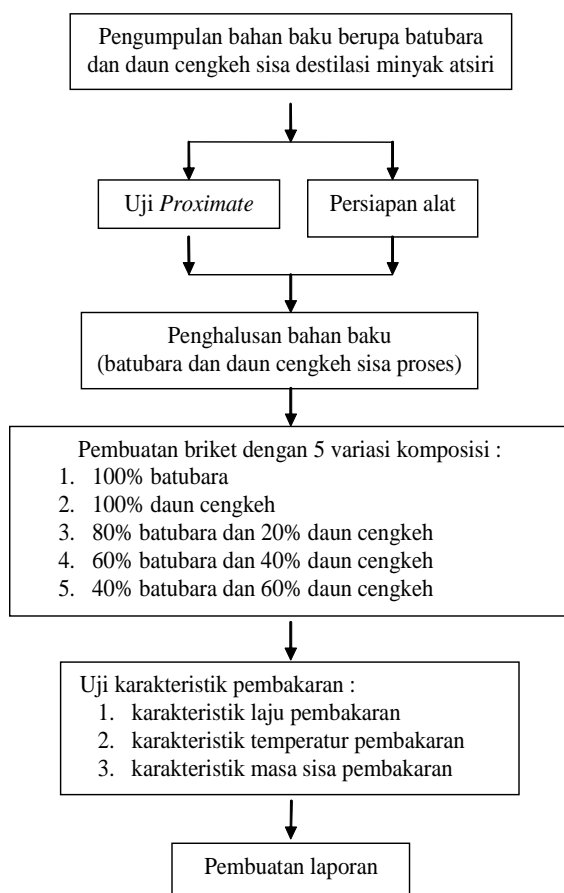 Pengumpulan bahan baku berupa batubara
dan daun cengkeh sisa destilasi minyak atsiri
Uji Proximate
Persiapan alat
Penghalusan bahan baku
(batubara dan daun cengkeh sisa proses)
Pembuatan briket dengan 5 variasi komposisi :
1. 100% batubara
2. 100% daun cengkeh
3. 80% batubara dan 20% daun cengkeh
4. 60% batubara dan 40% daun cengkeh
5. 40% batubara dan 60% daun cengkeh
Uji karakteristik pembakaran :
1. karakteristik laju pembakaran
2. karakteristik temperatur pembakaran
3. karakteristik masa sisa pembakaran
Pembuatan laporan